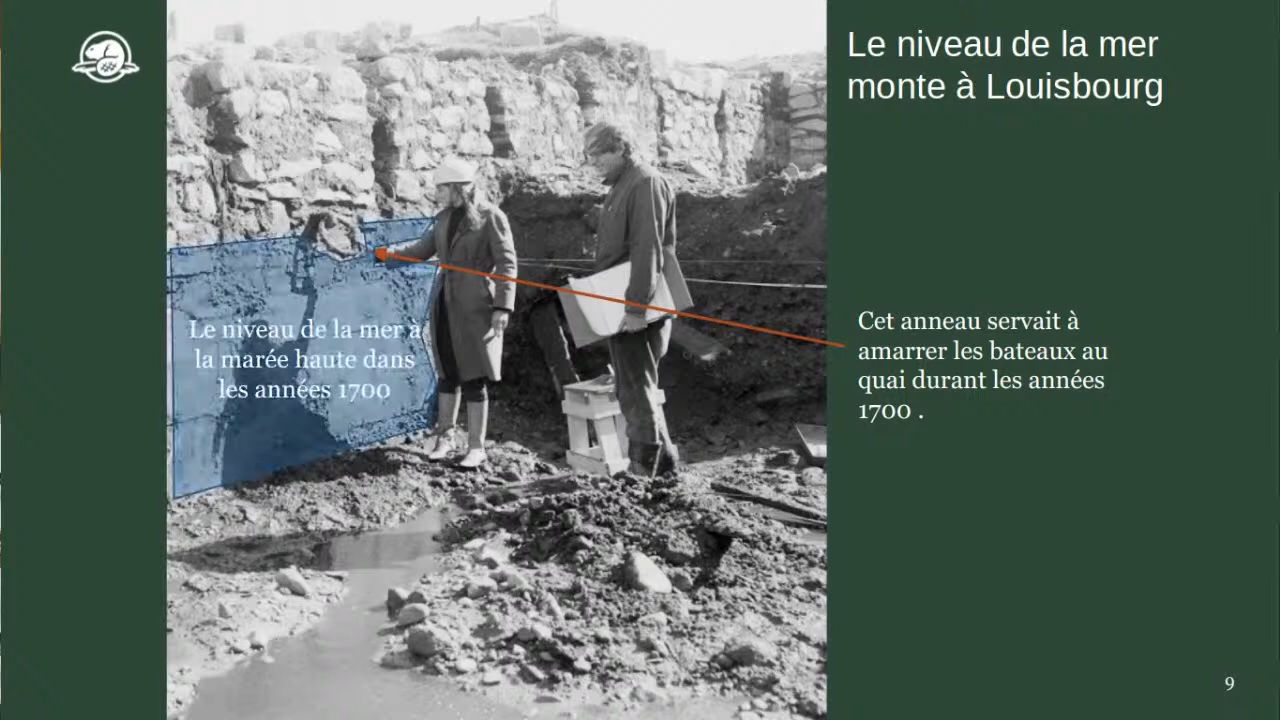 Le niveau de la mer
monte à Louisbourg
Le niveau de la mer à
la marée haute dans
les années 1700
Cet anneau servait à
amarrer les bateaux au
quai durant les années
1700 .
9